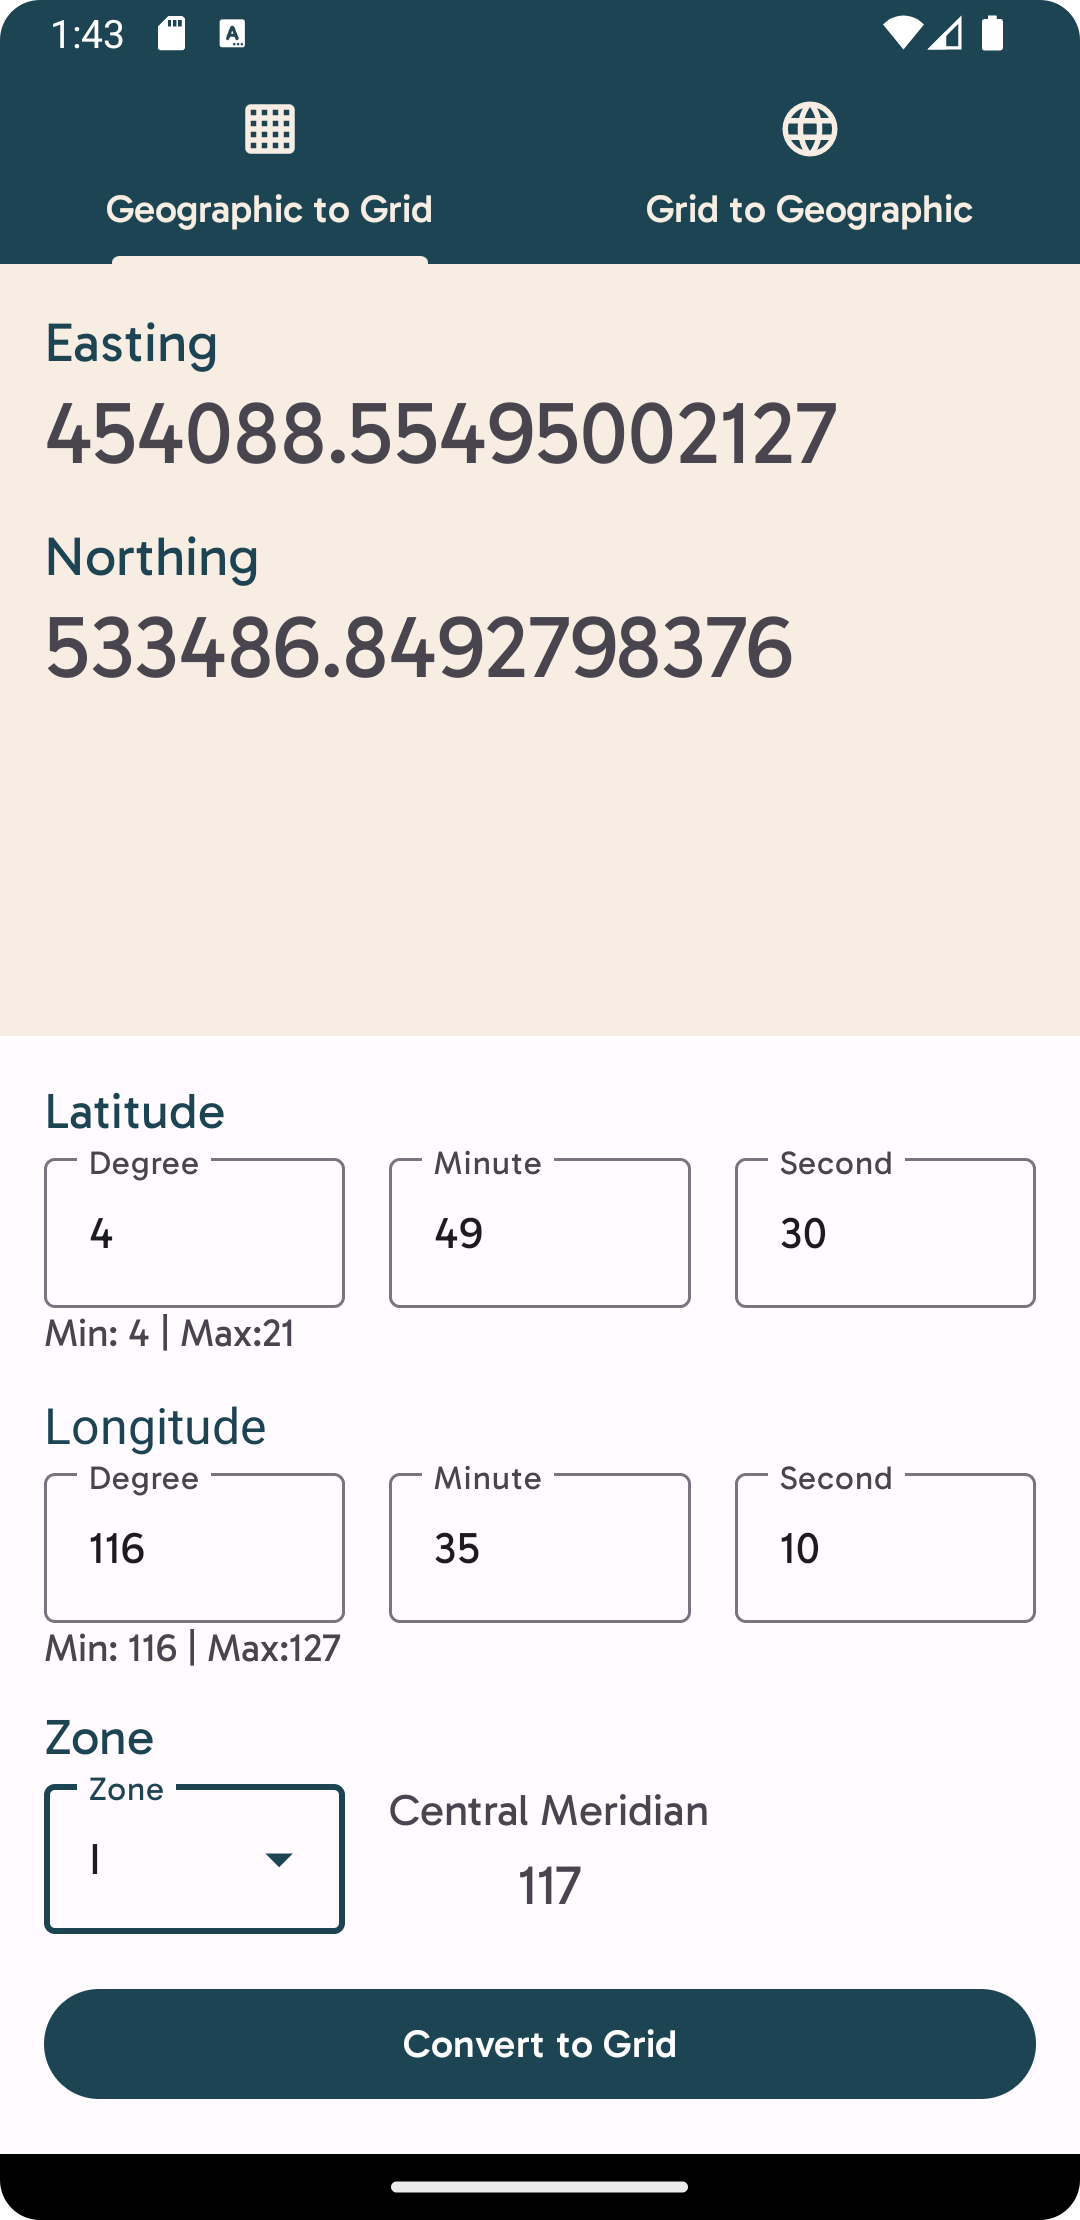 1:43
Geographic to Grid
Grid to Geographic
Easting
454088.55495002127
Northing
533486.8492798376
Latitude
Degree
Minute
Second
4
49
30
Min: 4 | Max:21
Longitude
Degree
Minute
Second
116
35
10
Min: 116 | Max:127
Zone
Zone
I
Central Meridian
117
Convert to Grid